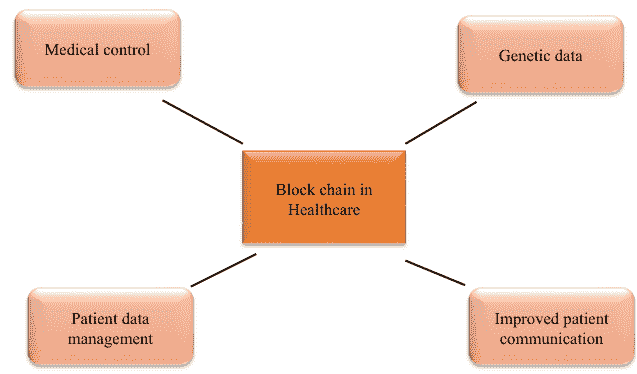 Medical control
Genetic data
Block chain in
Healthcare
Patient data
management
Improved patient
communication